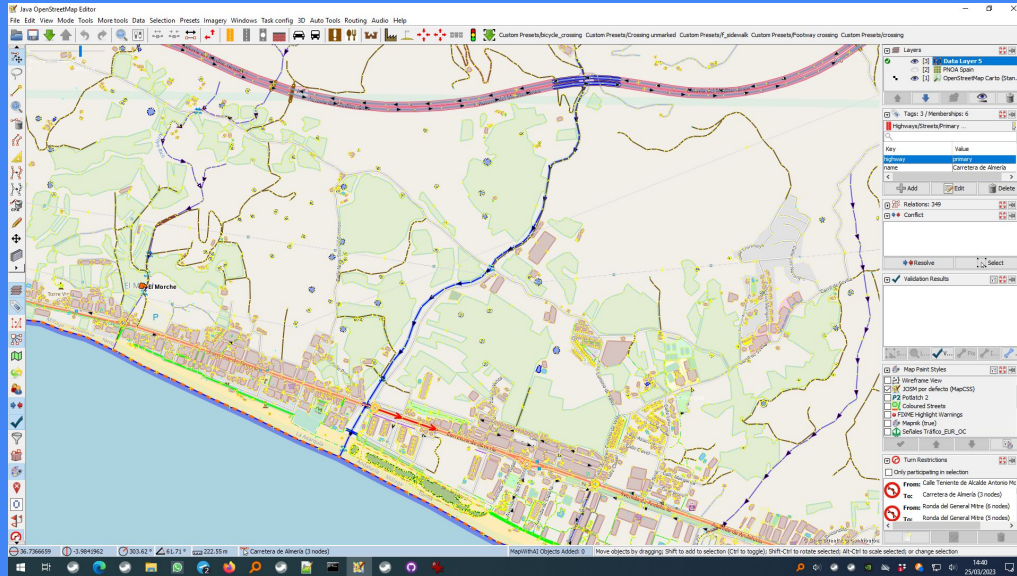 Java OpenStreetMap Editor
File Edit View Mode Tools More tools Data Selection Presets Imagery Windows Task config 3D Auto Tools Routing Audio Help
Custom Presets/bicycle_crossing Custom Presets/Crossing unmarked Custom Presets/f_sidewalk Custom Presets/Footway crossing Custom Presets/crossing
Layers
[3] Data Layer 5
[2] PNOA Spain
[1] OpenStreetMap Carto (Stan
Tags: 3 / Memberships: 6
Highways/Streets/Primary ...
Key Value
highway primary
name Carretera de Almería
Add Edit Delete
Relations: 349
Conflict
Resolve Select
Validation Results
Map Paint Styles
Wireframe View
JOSM por defecto (MapCSS)
Potlatch 2
Coloured Streets
FIXME Highlight Warnings
Mapnik (true)
Señales Tráfico_EUR_OC
Turn Restrictions
Only participating in selection
From: Calle Teniente de Alcalde Antonio Mc
To: Carretera de Almería (3 nodes)
From: Ronda del General Mitre (6 nodes)
To: Ronda del General Mitre (5 nodes)
El Morche
P
36.7366659 -3.9841962 303.62 ° 61.71 ° 222.55 m Carretera de Almería (3 nodes) MapWithAI Objects Added: 0 Move objects by dragging; Shift to add to selection (Ctrl to toggle); Shift-Ctrl to rotate selected; Alt-Ctrl to scale selected; or change selection
14:40
25/03/2023